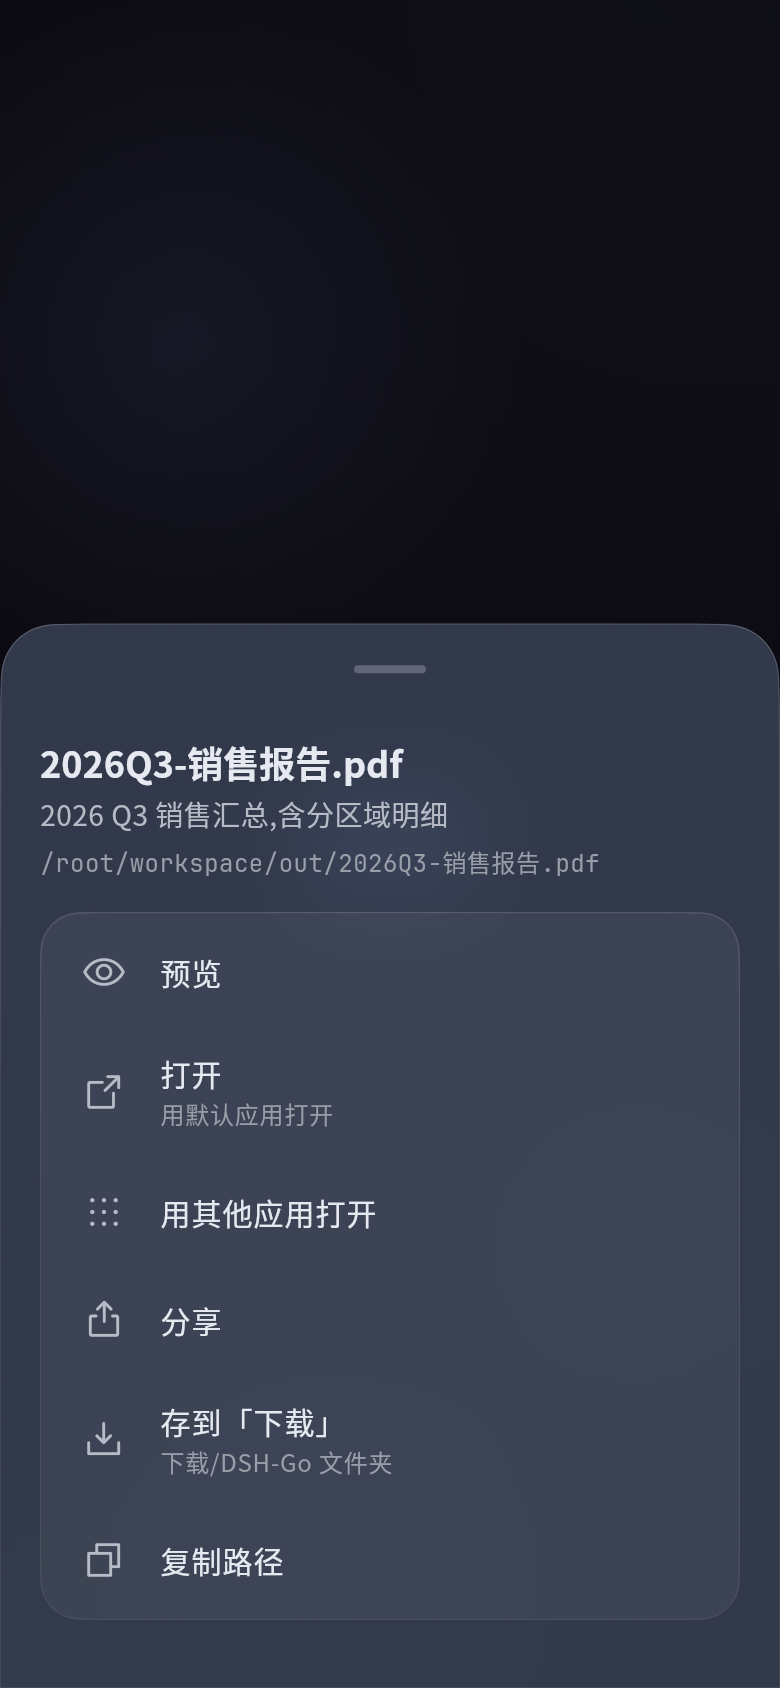 2026Q3-销售报告.pdf
2026 Q3 销售汇总,含分区域明细
/root/workspace/out/2026Q3-销售报告.pdf
预览
打开
用默认应用打开
用其他应用打开
分享
存到「下载」
下载/DSH-Go 文件夹
复制路径